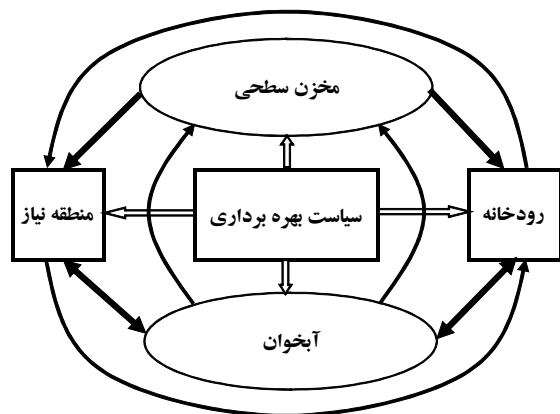 مخزن سطحی
رودخانه
سیاست بهره برداری
منطقه نیاز
آبخوان